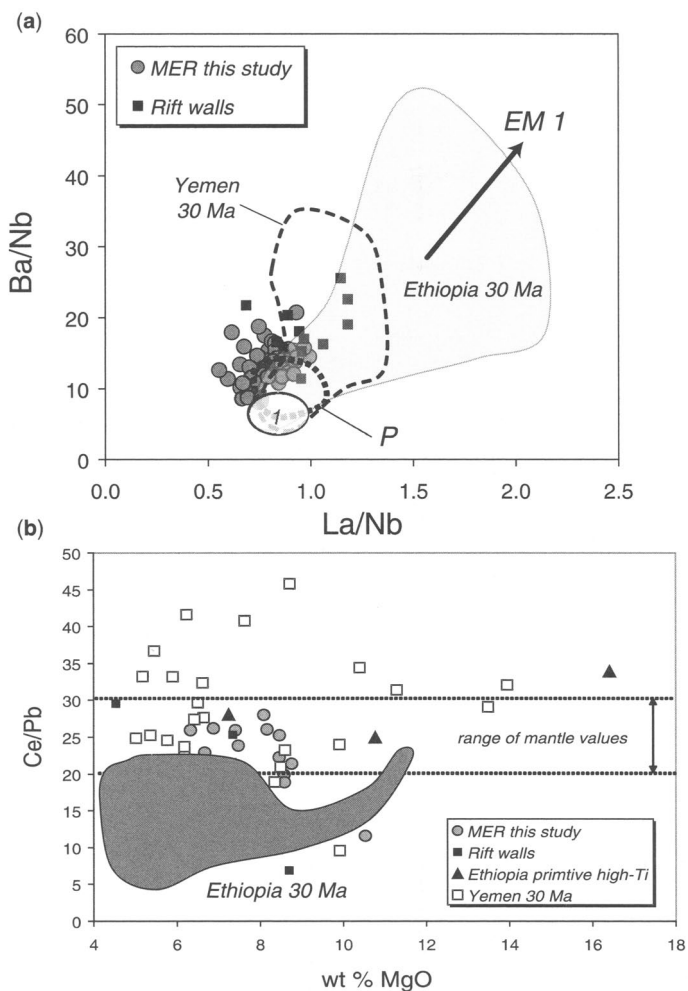 (a)
60
50
40
30
20
10
0
Ba/Nb
MER this study
Rift walls
Yemen
30 Ma
EM 1
Ethiopia 30 Ma
1
P
0.0 0.5 1.0 1.5 2.0 2.5
La/Nb
(b)
50
45
40
35
30
25
20
15
10
5
0
Ce/Pb
range of mantle values
MER this study
Rift walls
Ethiopia primtive high-Ti
Yemen 30 Ma
Ethiopia 30 Ma
4 6 8 10 12 14 16 18
wt % MgO